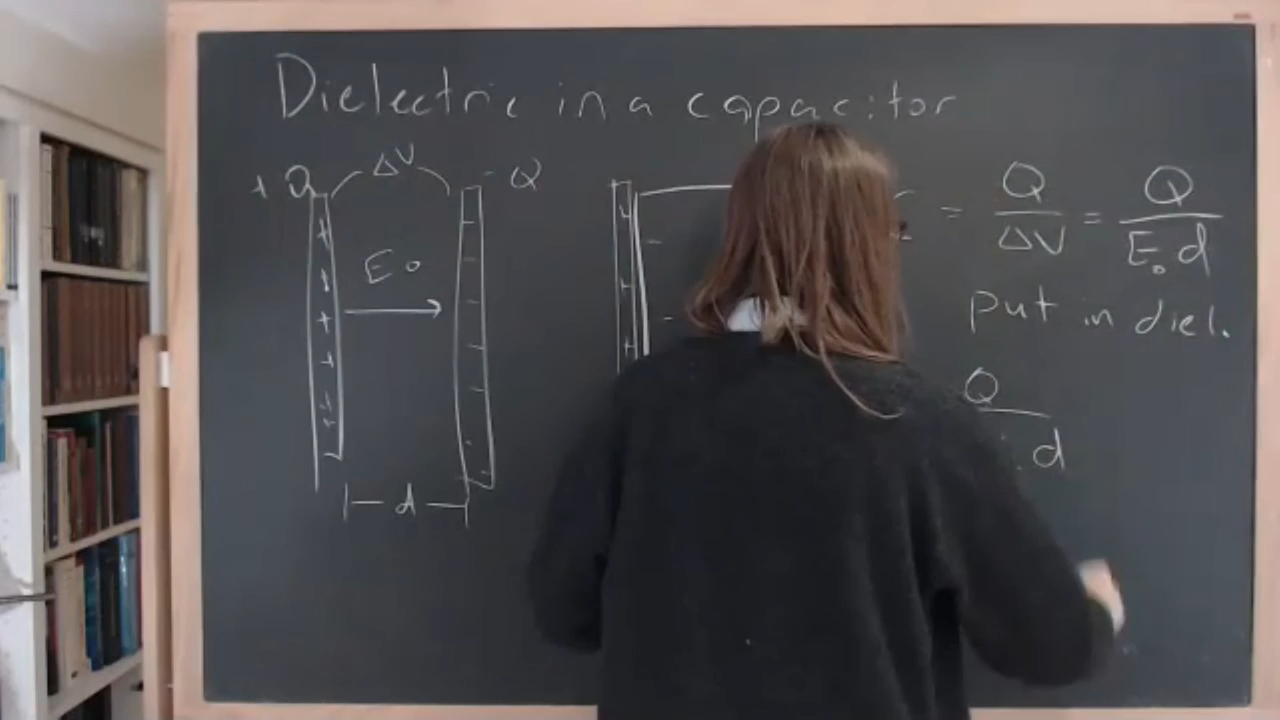 Dielectric in a capacitor
+Q ΔV -Q
E₀
d
= Q/ΔV = Q/E₀d
put in diel.
Q
d